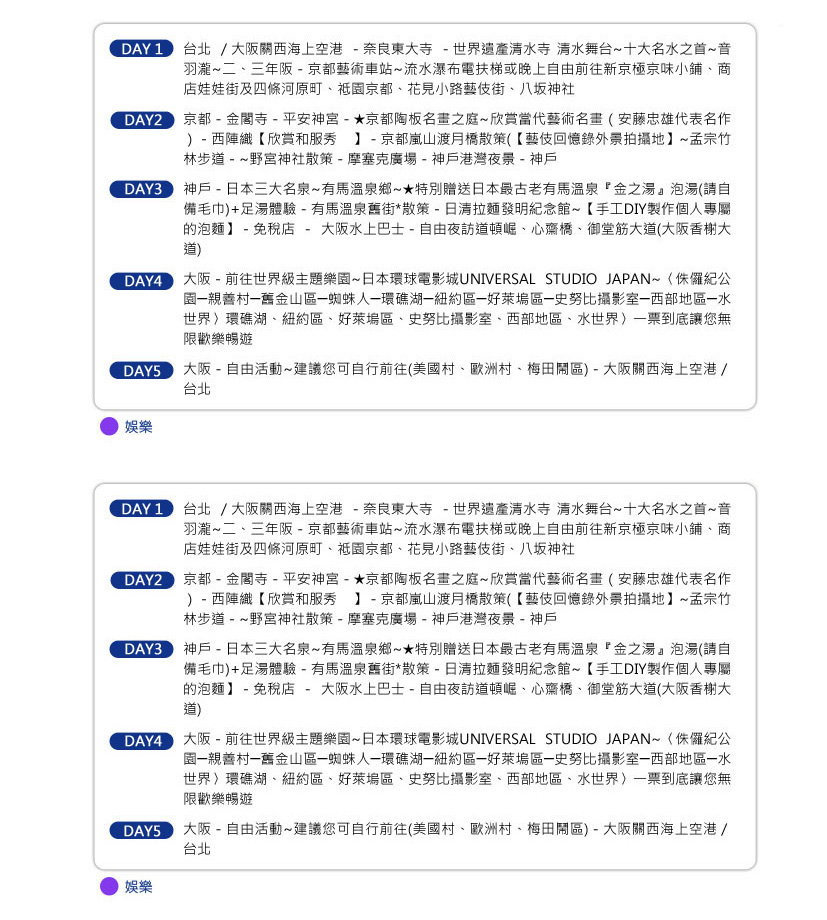 DAY 1 台北 / 大阪關西海上空港 - 奈良東大寺 - 世界遺產清水寺 清水舞台~十大名水之首~音
羽瀧~二、三年阪 - 京都藝術車站~流水瀑布電扶梯或晚上自由前往新京極京味小舖、商
店娃娃街及四條河原町、祗園京都、花見小路藝伎街、八坂神社
DAY2 京都 - 金閣寺 - 平安神宮 - ★京都陶板名畫之庭~欣賞當代藝術名畫 ( 安藤忠雄代表名作
) - 西陣織【欣賞和服秀 】 - 京都嵐山渡月橋散策(【藝伎回憶錄外景拍攝地】~孟宗竹
林步道 - ~野宮神社散策 - 摩塞克廣場 - 神戶港灣夜景 - 神戶
DAY3 神戶 - 日本三大名泉~有馬溫泉鄉~★特別贈送日本最古老有馬溫泉『金之湯』泡湯(請自
備毛巾)+足湯體驗 - 有馬溫泉舊街*散策 - 日清拉麵發明紀念館~【手工DIY製作個人專屬
的泡麵】 - 免稅店 - 大阪水上巴士 - 自由夜訪道頓崛、心齋橋、御堂筋大道(大阪香榭大
道)
DAY4 大阪 - 前往世界級主題樂園~日本環球電影城UNIVERSAL STUDIO JAPAN~〈侏儸紀公
園─親善村─舊金山區─蜘蛛人─環礁湖─紐約區─好萊塢區─史努比攝影室─西部地區─水
世界〉環礁湖、紐約區、好萊塢區、史努比攝影室、西部地區、水世界〉一票到底讓您無
限歡樂暢遊
DAY5 大阪 - 自由活動~建議您可自行前往(美國村、歐洲村、梅田鬧區) - 大阪關西海上空港 /
台北
娛樂
DAY 1 台北 / 大阪關西海上空港 - 奈良東大寺 - 世界遺產清水寺 清水舞台~十大名水之首~音
羽瀧~二、三年阪 - 京都藝術車站~流水瀑布電扶梯或晚上自由前往新京極京味小舖、商
店娃娃街及四條河原町、祗園京都、花見小路藝伎街、八坂神社
DAY2 京都 - 金閣寺 - 平安神宮 - ★京都陶板名畫之庭~欣賞當代藝術名畫 ( 安藤忠雄代表名作
) - 西陣織【欣賞和服秀 】 - 京都嵐山渡月橋散策(【藝伎回憶錄外景拍攝地】~孟宗竹
林步道 - ~野宮神社散策 - 摩塞克廣場 - 神戶港灣夜景 - 神戶
DAY3 神戶 - 日本三大名泉~有馬溫泉鄉~★特別贈送日本最古老有馬溫泉『金之湯』泡湯(請自
備毛巾)+足湯體驗 - 有馬溫泉舊街*散策 - 日清拉麵發明紀念館~【手工DIY製作個人專屬
的泡麵】 - 免稅店 - 大阪水上巴士 - 自由夜訪道頓崛、心齋橋、御堂筋大道(大阪香榭大
道)
DAY4 大阪 - 前往世界級主題樂園~日本環球電影城UNIVERSAL STUDIO JAPAN~〈侏儸紀公
園─親善村─舊金山區─蜘蛛人─環礁湖─紐約區─好萊塢區─史努比攝影室─西部地區─水
世界〉環礁湖、紐約區、好萊塢區、史努比攝影室、西部地區、水世界〉一票到底讓您無
限歡樂暢遊
DAY5 大阪 - 自由活動~建議您可自行前往(美國村、歐洲村、梅田鬧區) - 大阪關西海上空港 /
台北
娛樂